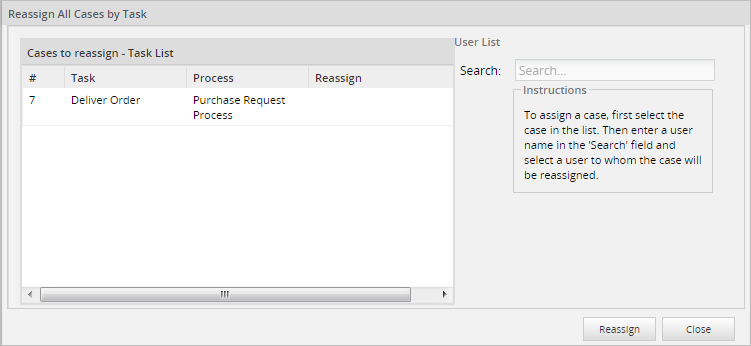 Reassign All Cases by Task
Cases to reassign - Task List
# Task Process Reassign
7 Deliver Order Purchase Request
Process
User List
Search: Search...
Instructions
To assign a case, first select the
case in the list. Then enter a user
name in the 'Search' field and
select a user to whom the case will
be reassigned.
Reassign Close